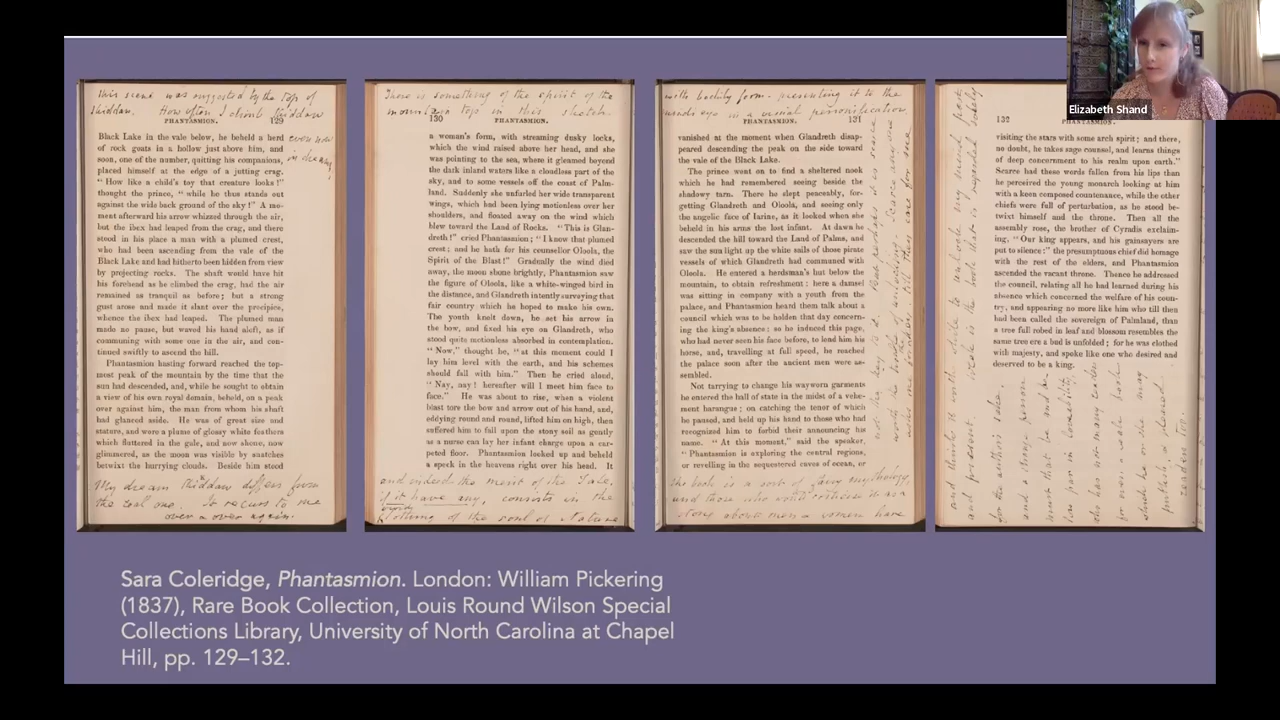 Elizabeth Shand
This scene was suggested by the top of
Skiddaw. How often I climb Skiddaw
even now
in dreams,
PHANTASMION. 129
Black Lake in the vale below, he beheld a herd
of rock goats in a hollow just above him, and
soon, one of the number, quitting his companions,
placed himself at the edge of a jutting crag.
"How like a child's toy that creature looks!"
thought the prince, "while he thus stands out
against the wide back ground of the sky!" A mo-
ment afterward his arrow whizzed through the air,
but the ibex had leaped from the crag, and there
stood in his place a man with a plumed crest,
who had been ascending from the vale of the
Black Lake and had hitherto been hidden from view
by projecting rocks. The shaft would have hit
his forehead as he climbed the crag, had the air
remained as tranquil as before; but a strong
gust arose and made it slant over the precipice,
whence the ibex had leaped. The plumed man
made no pause, but waved his hand aloft, as if
communing with some one in the air, and con-
tinued swiftly to ascend the hill.
Phantasmion hasting forward reached the top-
most peak of the mountain by the time that the
sun had descended, and, while he sought to obtain
a view of his own royal domain, beheld, on a peak
over against him, the man from whom his shaft
had glanced aside. He was of great size and
stature, and wore a plume of glossy white feathers
which fluttered in the gale, and now shone, now
glimmered, as the moon was visible by snatches
betwixt the hurrying clouds. Beside him stood
My dream Skiddaw differs from
the real one. It recurs to me
over & over again.
There is something of the spirit of the
mountain top in this sketch.
130 PHANTASMION.
a woman's form, with streaming dusky locks,
which the wind raised above her head, and she
was pointing to the sea, where it gleamed beyond
the dark inland waters like a cloudless part of the
sky, and to some vessels off the coast of Palm-
land. Suddenly she unfurled her wide transparent
wings, which had been lying motionless over her
shoulders, and floated away on the wind which
blew toward the Land of Rocks. "This is Glan-
dreth!" cried Phantasmion; "I know that plumed
crest; and he hath for his counsellor Oloola, the
Spirit of the Blast!" Gradually the wind died
away, the moon shone brightly, Phantasmion saw
the figure of Oloola, like a white-winged bird in
the distance, and Glandreth intently surveying that
fair country which he hoped to make his own.
The youth knelt down, he set his arrow in
the bow, and fixed his eye on Glandreth, who
stood quite motionless absorbed in contemplation.
"Now," thought he, "at this moment could I
lay him level with the earth, and his schemes
should fall with him." Then he cried aloud,
"Nay, nay! hereafter will I meet him face to
face." He was about to rise, when a violent
blast tore the bow and arrow out of his hand, and,
eddying round and round, lifted him on high, then
suffered him to fall upon the stony soil as gently
as a nurse can lay her infant charge upon a car-
peted floor. Phantasmion looked up and beheld
a speck in the heavens right over his head. It
and indeed the merit of the Tale,
if it have any, consists in the
clothing of the soul of Nature
with bodily form - presenting it to the
mind's eye in a visual personification
PHANTASMION. 131
vanished at the moment when Glandreth disap-
peared descending the peak on the side toward
the vale of the Black Lake.
The prince went on to find a sheltered nook
which he had remembered seeing beside the
shadowy tarn. There he slept peacefully, for-
getting Glandreth and Oloola, and seeing only
the angelic face of Iarine, as it looked when she
beheld in his arms the lost infant. At dawn he
descended the hill toward the Land of Palms, and
saw the sun light up the white sails of those pirate
vessels of which Glandreth had communed with
Oloola. He entered a herdsman's hut below the
mountain, to obtain refreshment: here a damsel
was sitting in company with a youth from the
palace, and Phantasmion heard them talk about a
council which was to be holden that day concern-
ing the king's absence: so he induced this page,
who had never seen his face before, to lend him his
horse, and, travelling at full speed, he reached
the palace soon after the ancient men were as-
sembled.
Not tarrying to change his wayworn garments
he entered the hall of state in the midst of a vehe-
ment harangue; on catching the tenor of which
he paused, and held up his hand to those who had
recognized him to forbid their announcing his
name. "At this moment," said the speaker,
"Phantasmion is exploring the central regions,
or revelling in the sequestered caves of ocean, or
the book is a sort of fairy mythology,
and those who criticise it as a
story about men & women have
132 PHANTASMION.
visiting the stars with some arch spirit; and there,
no doubt, he takes sage counsel, and learns things
of deep concernment to his realm upon earth."
Scarce had these words fallen from his lips than
he perceived the young monarch looking at him
with a keen composed countenance, while the other
chiefs were full of perturbation, as he stood be-
twixt himself and the throne. Then all the
assembly rose, the brother of Cyradis exclaim-
ing, "Our king appears, and his gainsayers are
put to silence:" the presumptuous chief did homage
with the rest of the elders, and Phantasmion
ascended the vacant throne. Thence he addressed
the council, relating all he had learned during his
absence which concerned the welfare of his coun-
try, and appearing no more like him who till then
had been called the sovereign of Palmland, than
a tree full robed in leaf and blossom resembles the
same tree ere a bud is unfolded; for he was clothed
with majesty, and spoke like one who desired and
deserved to be a king.
Sara Coleridge, Phantasmion. London: William Pickering
(1837), Rare Book Collection, Louis Round Wilson Special
Collections Library, University of North Carolina at Chapel
Hill, pp. 129–132.